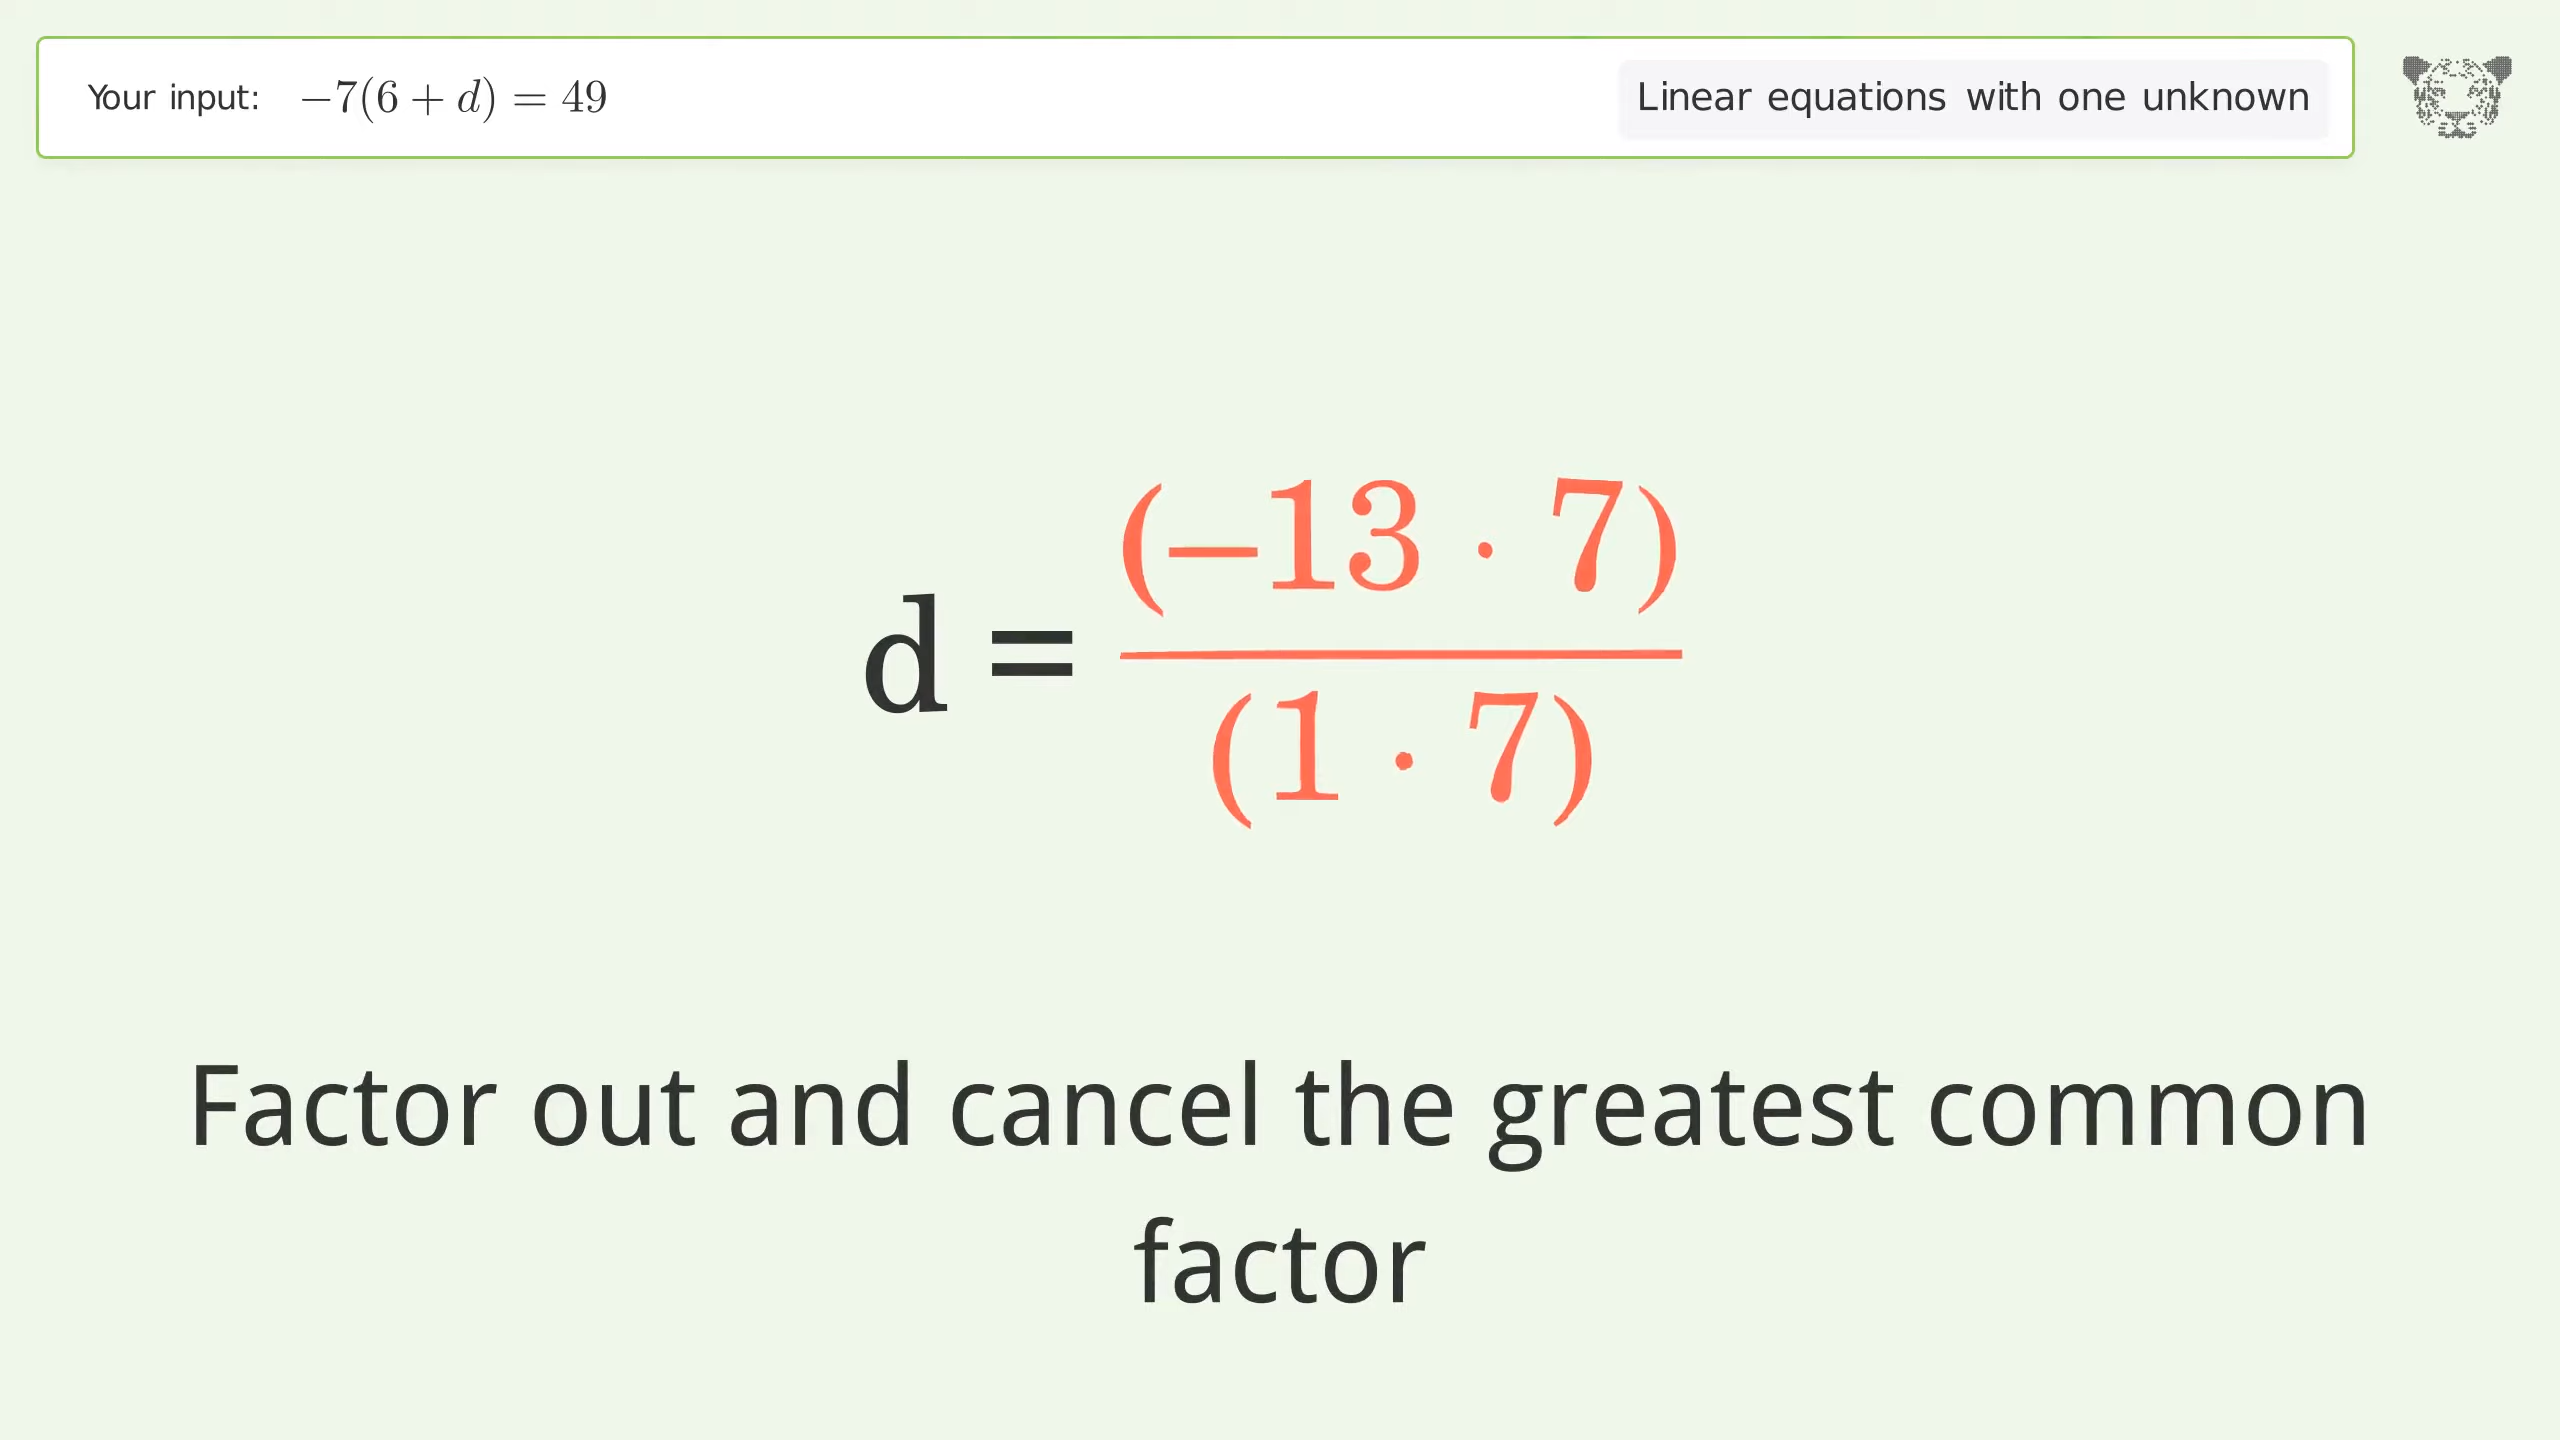 Your input: −7(6 + d) = 49
Linear equations with one unknown
d = (−13 · 7) / (1 · 7)
Factor out and cancel the greatest common
factor